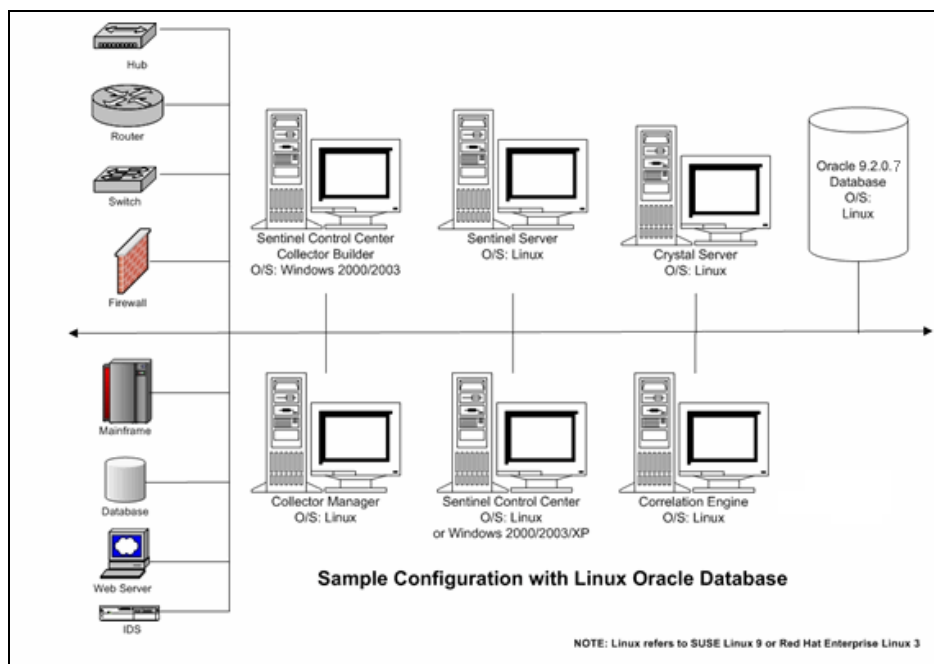 Hub
Router
Switch
Firewall
Mainframe
Database
Web Server
IDS
Sentinel Control Center
Collector Builder
O/S: Windows 2000/2003
Sentinel Server
O/S: Linux
Crystal Server
O/S: Linux
Oracle 9.2.0.7
Database
O/S:
Linux
Collector Manager
O/S: Linux
Sentinel Control Center
O/S: Linux
or Windows 2000/2003/XP
Correlation Engine
O/S: Linux
Sample Configuration with Linux Oracle Database
NOTE: Linux refers to SUSE Linux 9 or Red Hat Enterprise Linux 3